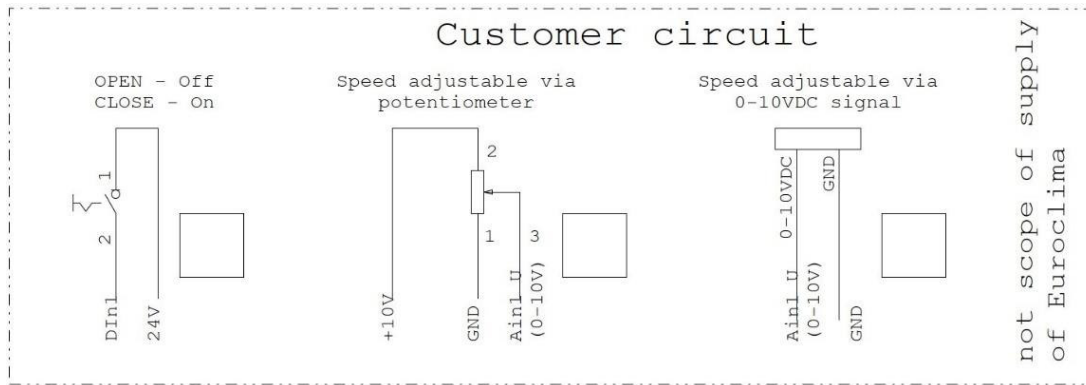 Customer circuit
OPEN - Off
CLOSE - On
1
2
DIn1
24V
Speed adjustable via
potentiometer
2
1
3
+10V
GND
Ain1 U
(0-10V)
Speed adjustable via
0-10VDC signal
0-10VDC
GND
Ain1 U
(0-10V)
GND
not scope of supply
of Euroclima